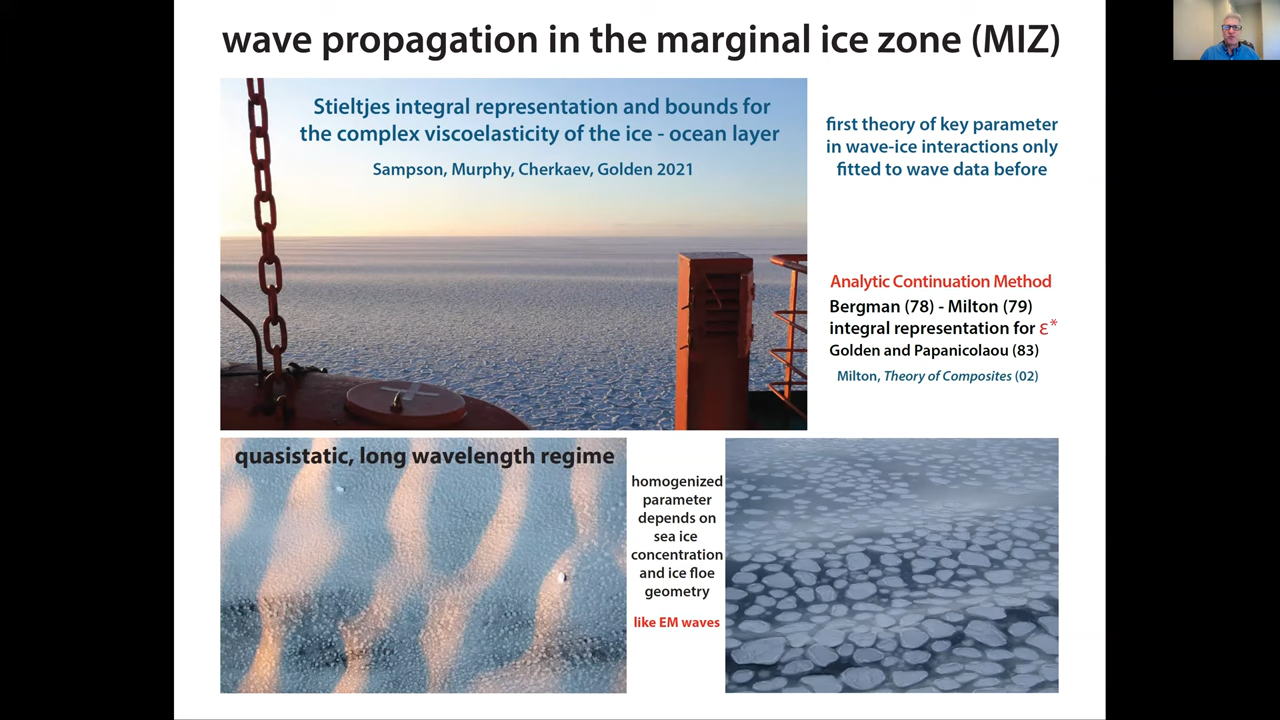 wave propagation in the marginal ice zone (MIZ)
Stieltjes integral representation and bounds for
the complex viscoelasticity of the ice - ocean layer
Sampson, Murphy, Cherkaev, Golden 2021
first theory of key parameter
in wave-ice interactions only
fitted to wave data before
Analytic Continuation Method
Bergman (78) - Milton (79)
integral representation for ε*
Golden and Papanicolaou (83)
Milton, Theory of Composites (02)
quasistatic, long wavelength regime
homogenized
parameter
depends on
sea ice
concentration
and ice floe
geometry
like EM waves